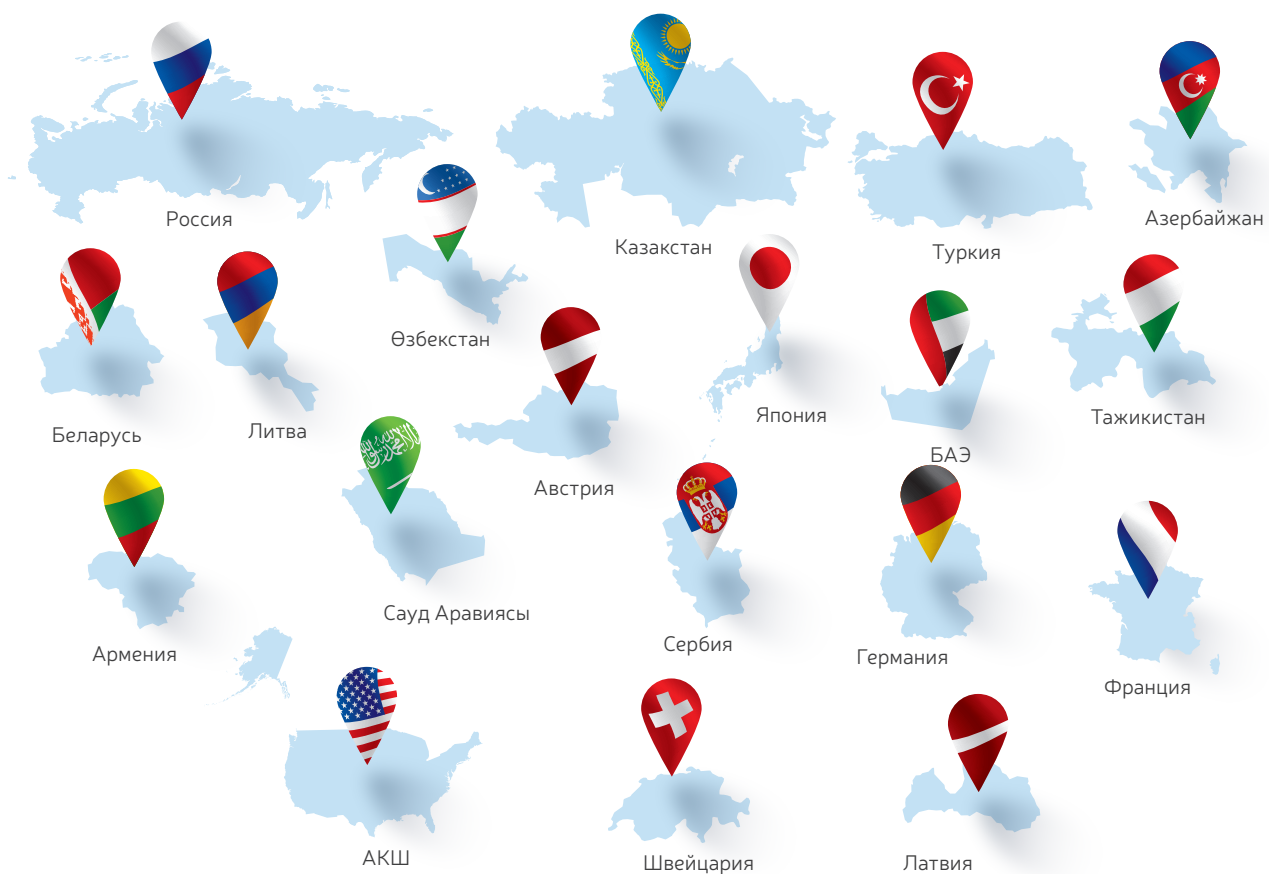 Россия
Казакстан
Туркия
Азербайжан
Өзбекстан
Беларусь
Литва
Япония
Тажикистан
БАЭ
Австрия
Сауд Аравиясы
Армения
Сербия
Германия
Франция
АКШ
Швейцария
Латвия